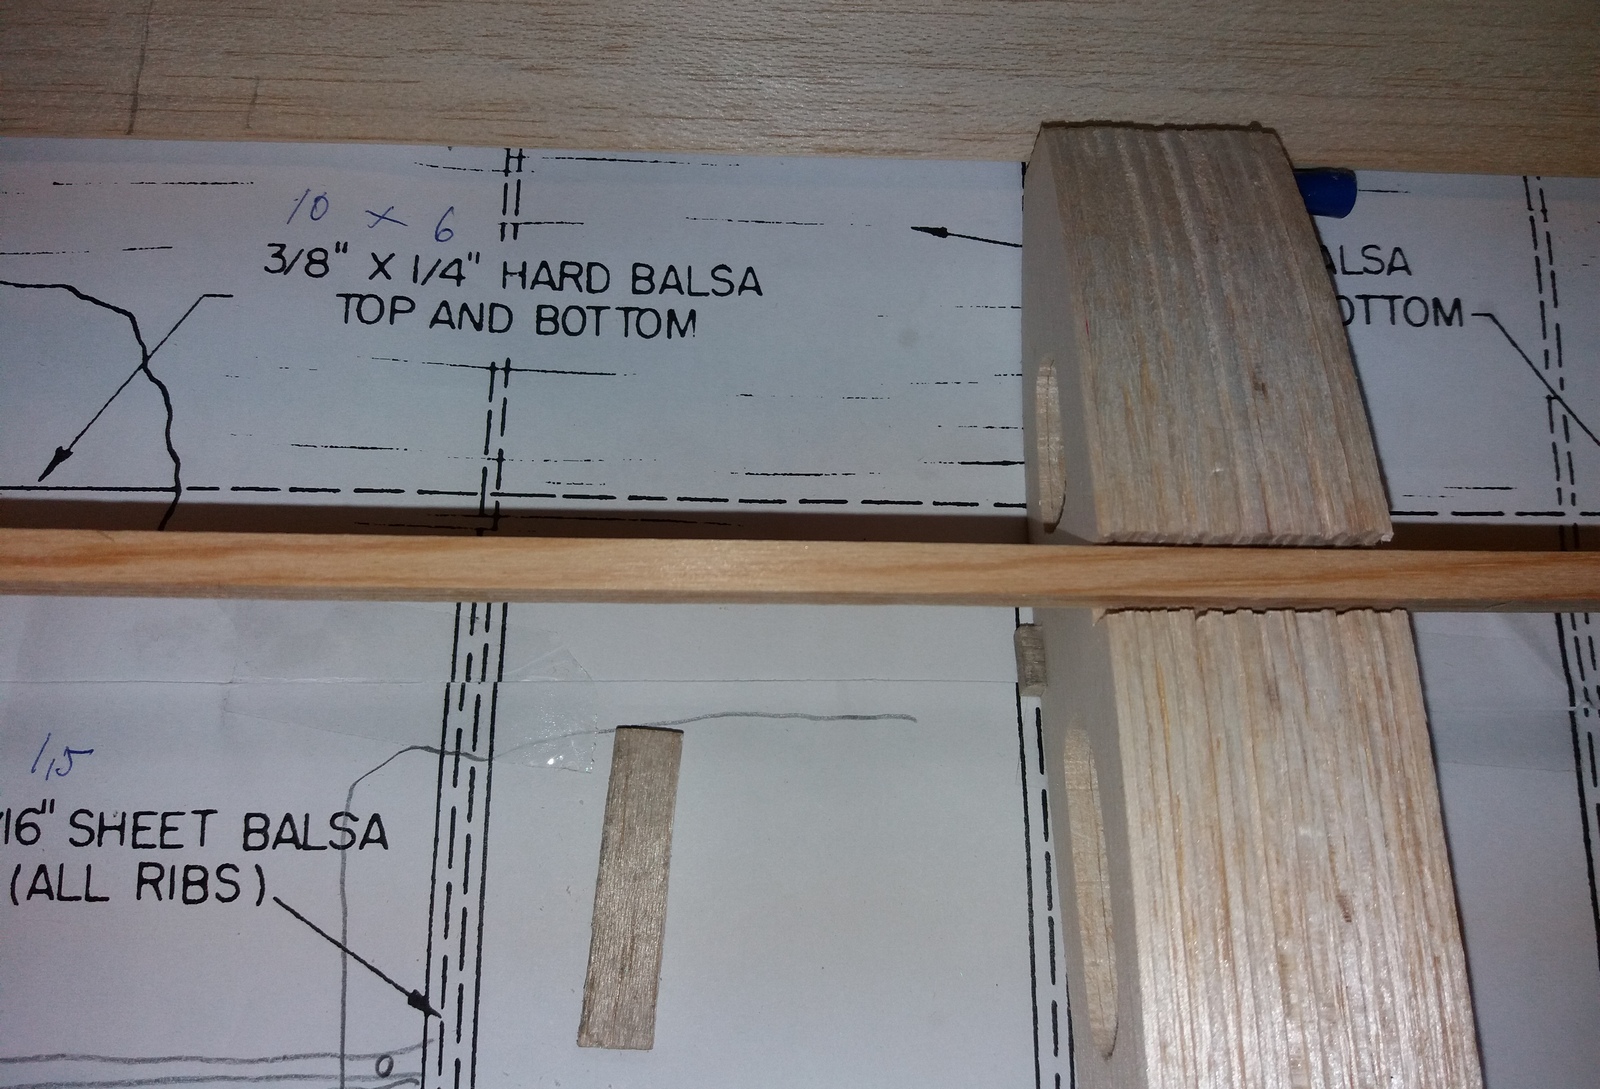 10 x 6
3/8" X 1/4" HARD BALSA
TOP AND BOTTOM
ALSA
OTTOM
1,5
/16" SHEET BALSA
(ALL RIBS)